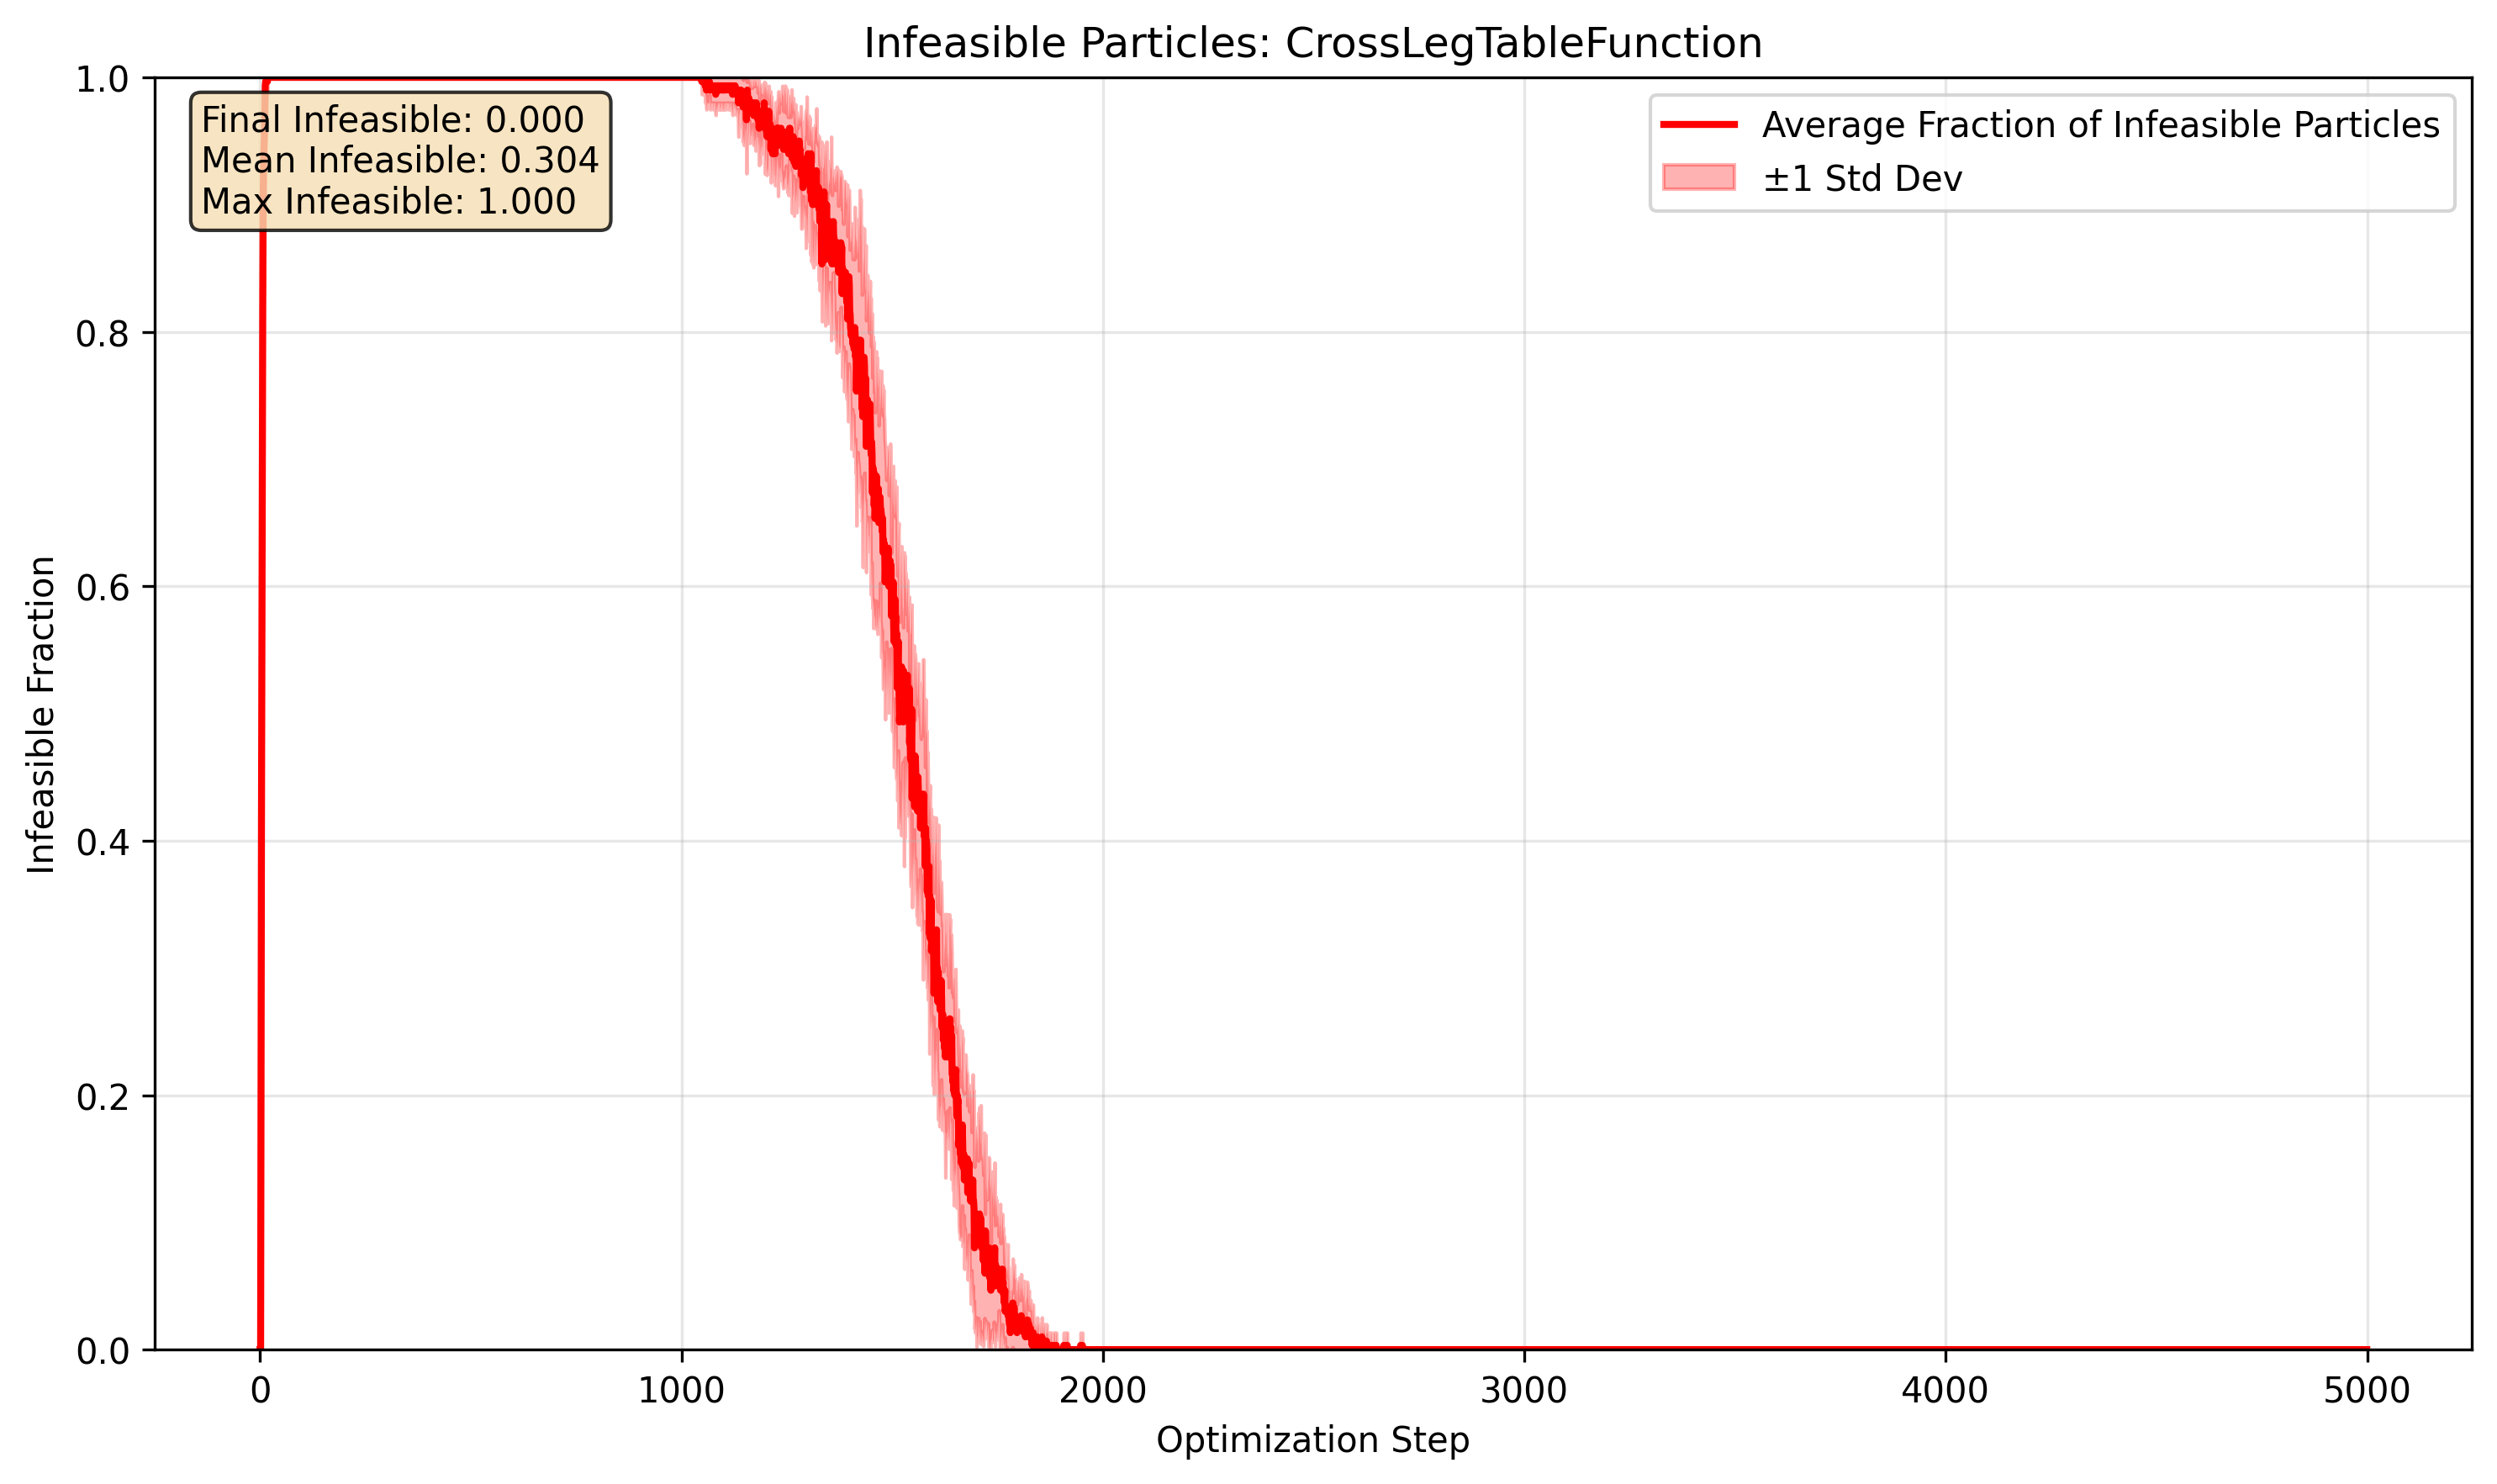 Infeasible Particles: CrossLegTableFunction
Final Infeasible: 0.000
Mean Infeasible: 0.304
Max Infeasible: 1.000
Average Fraction of Infeasible Particles
±1 Std Dev
Infeasible Fraction
1.0
0.8
0.6
0.4
0.2
0.0
0 1000 2000 3000 4000 5000
Optimization Step